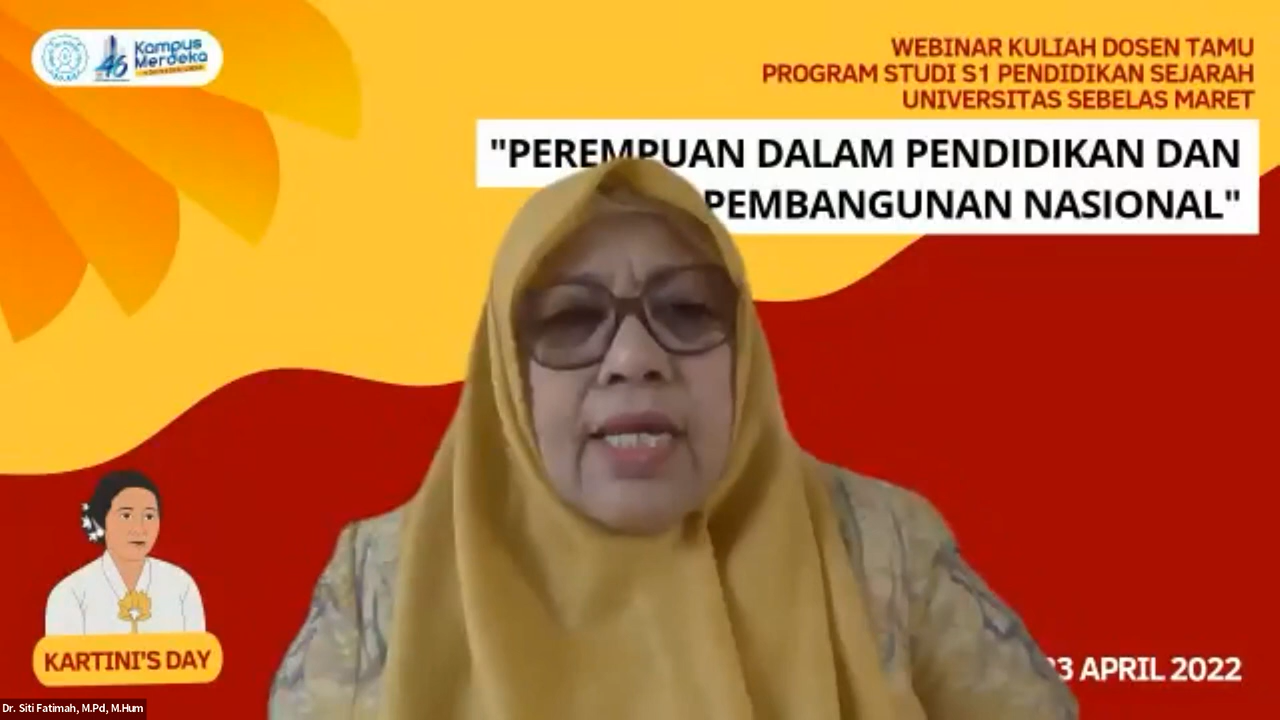 Kampus
Merdeka
46
WEBINAR KULIAH DOSEN TAMU
PROGRAM STUDI S1 PENDIDIKAN SEJARAH
UNIVERSITAS SEBELAS MARET
"PEREMPUAN DALAM PENDIDIKAN DAN
PEMBANGUNAN NASIONAL"
KARTINI'S DAY
APRIL 2022
Dr. Siti Fatimah, M.Pd, M.Hum